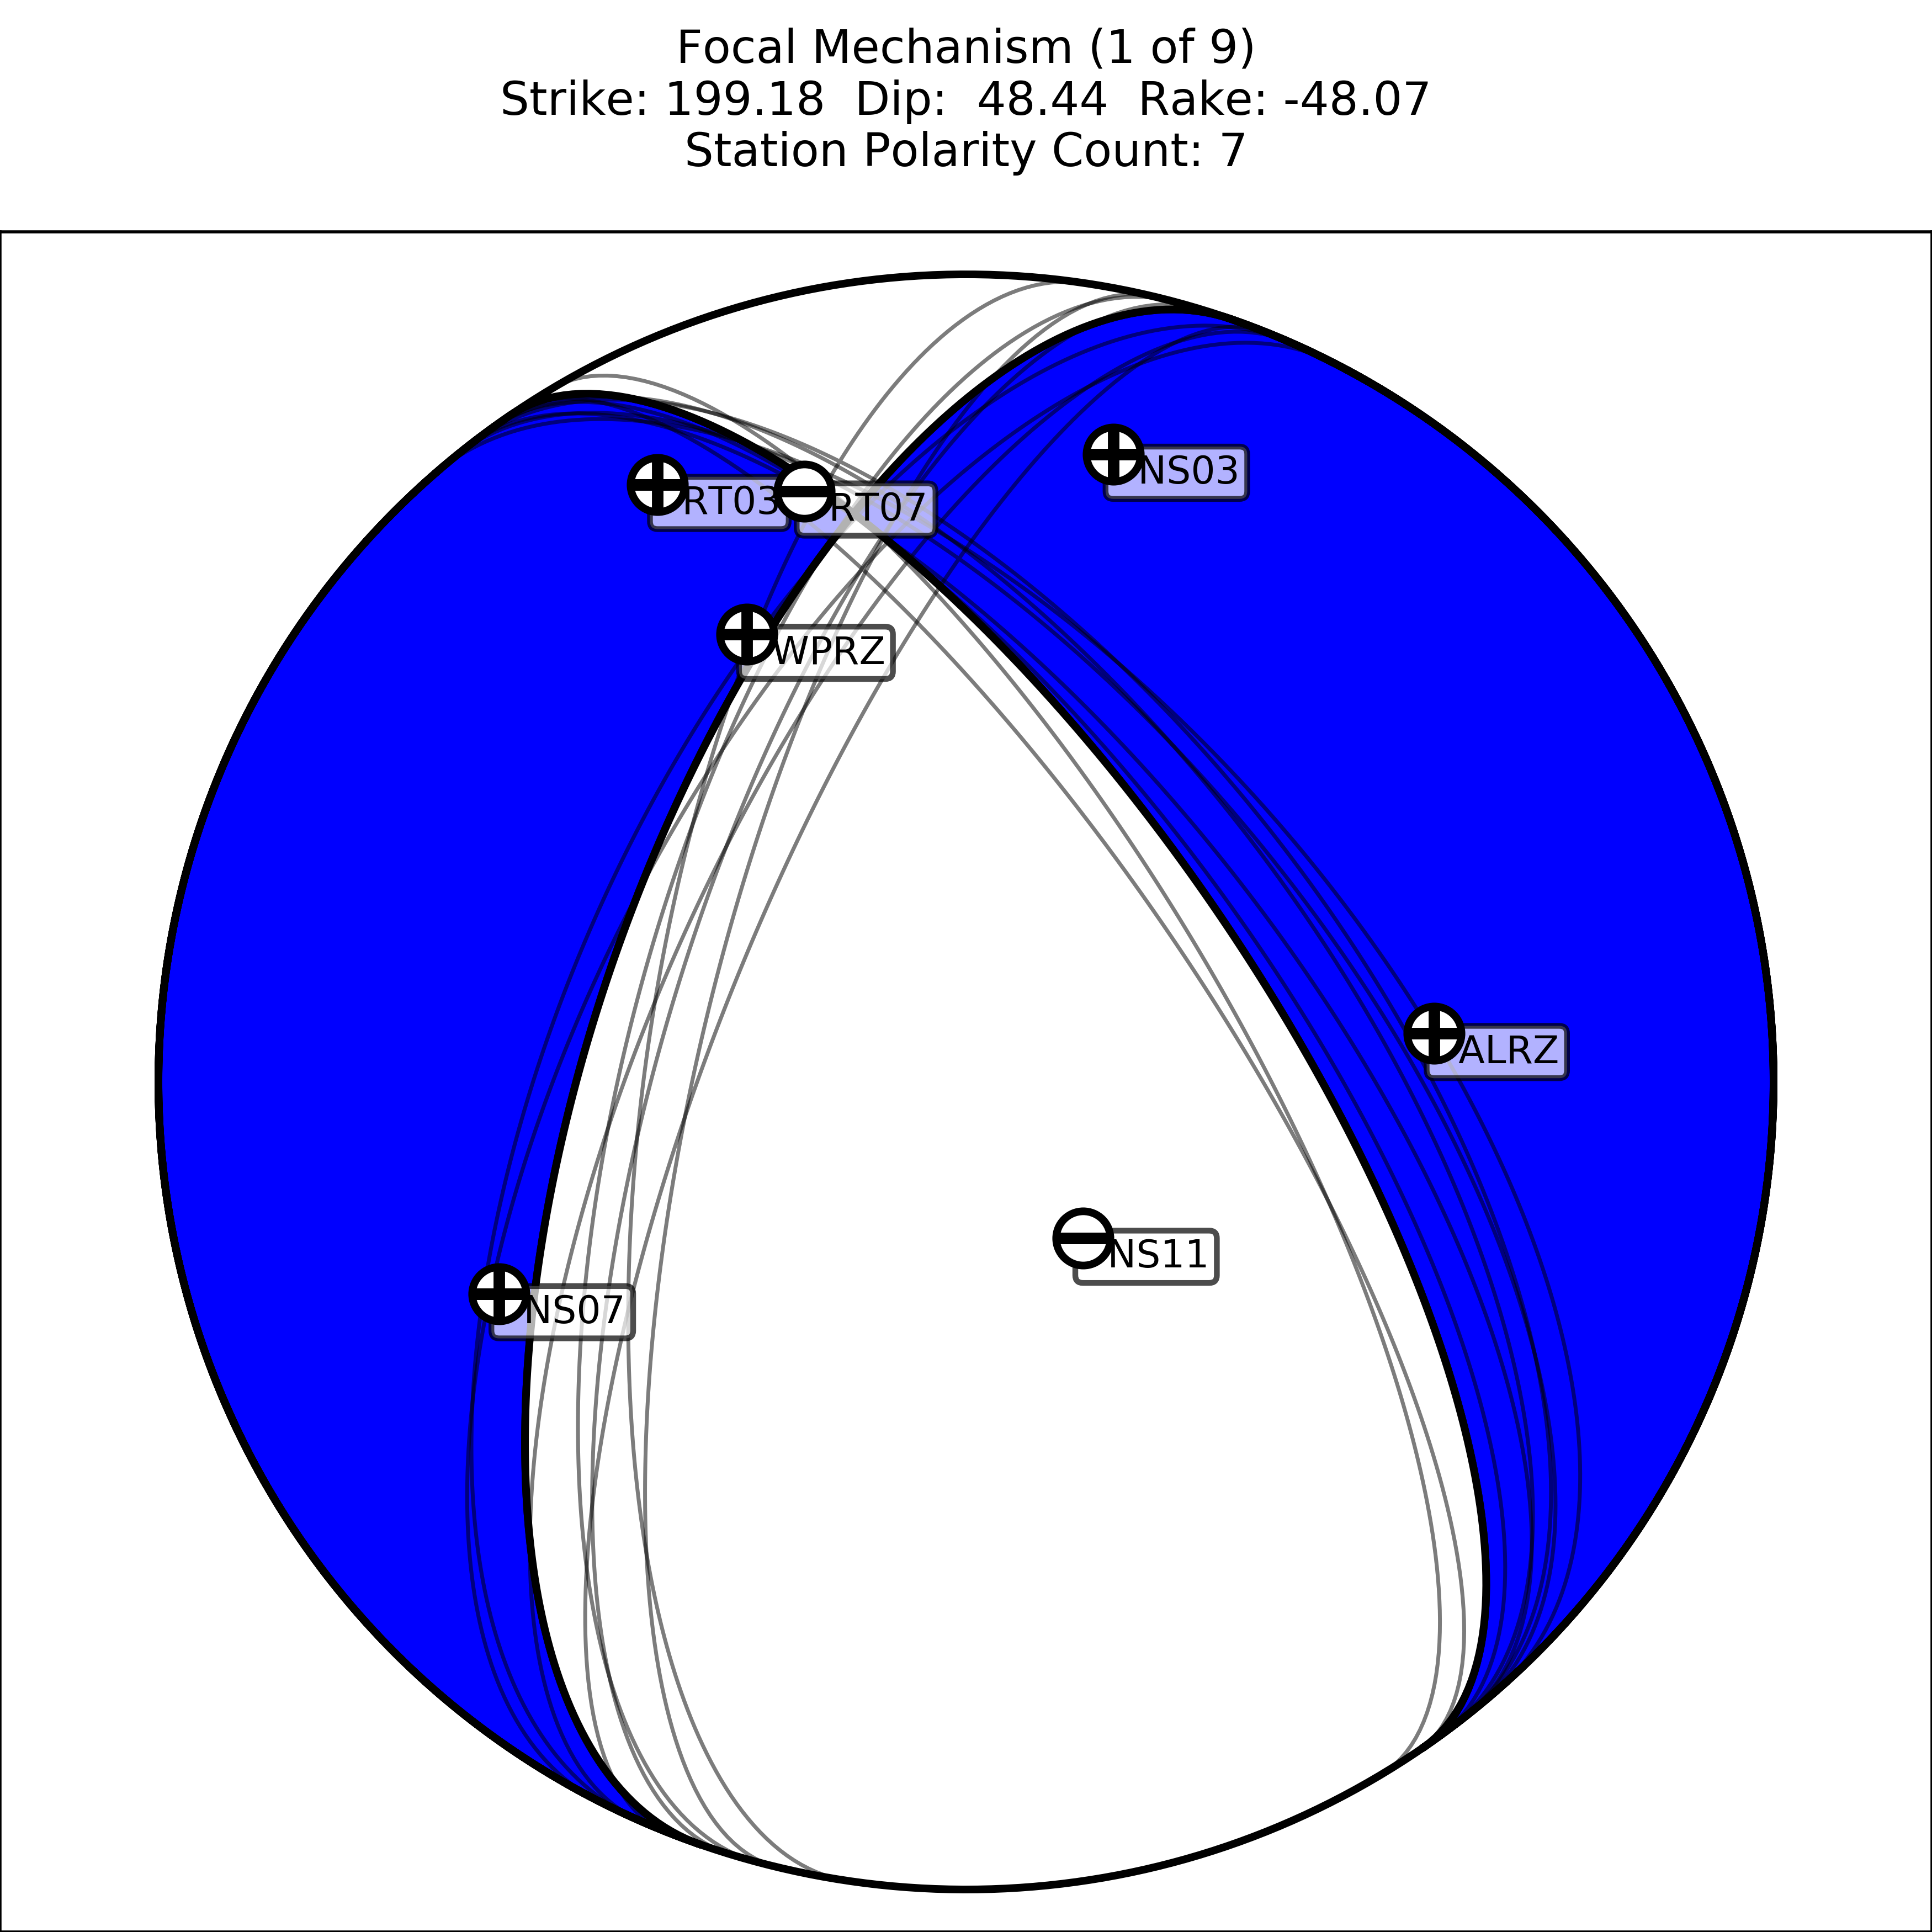 Focal Mechanism (1 of 9)
Strike: 199.18 Dip: 48.44 Rake: -48.07
Station Polarity Count: 7
NS03
RT03
RT07
WPRZ
ALRZ
NS11
NS07